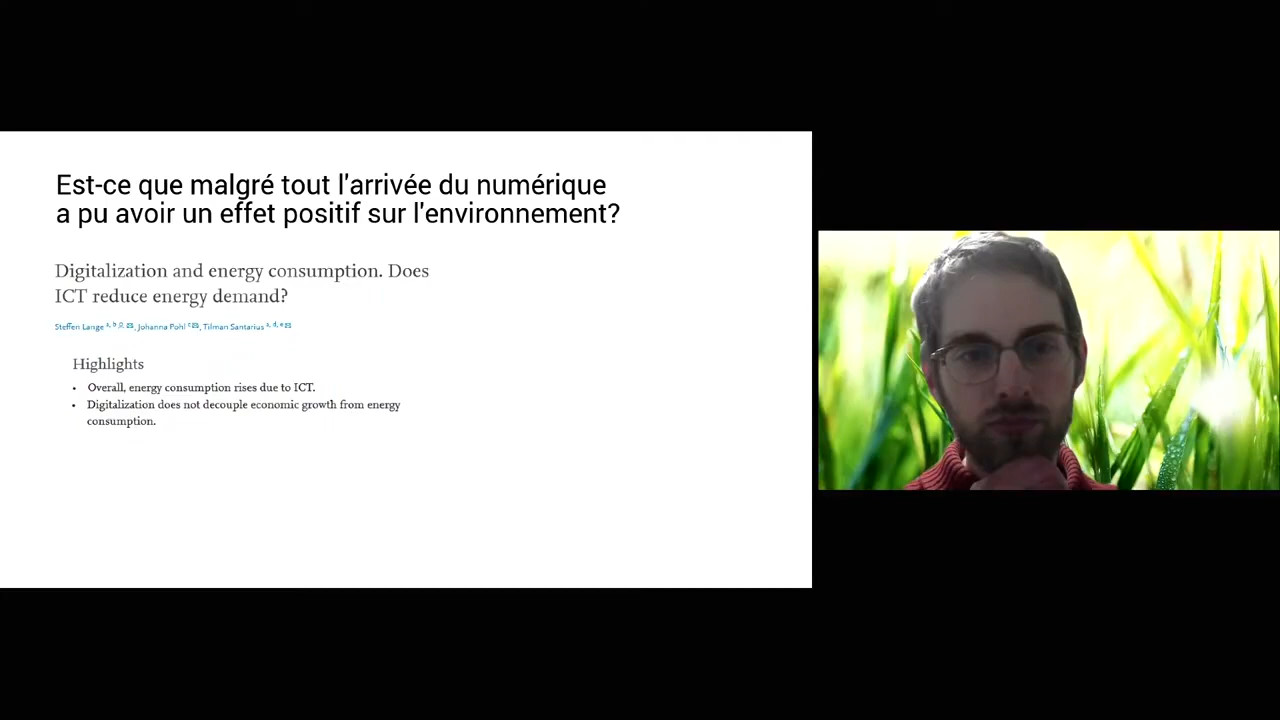 Est-ce que malgré tout l'arrivée du numérique
a pu avoir un effet positif sur l'environnement?
Digitalization and energy consumption. Does
ICT reduce energy demand?
Steffen Lange a, b, Johanna Pohl c, Tilman Santarius a, d, e
Highlights
• Overall, energy consumption rises due to ICT.
• Digitalization does not decouple economic growth from energy
consumption.